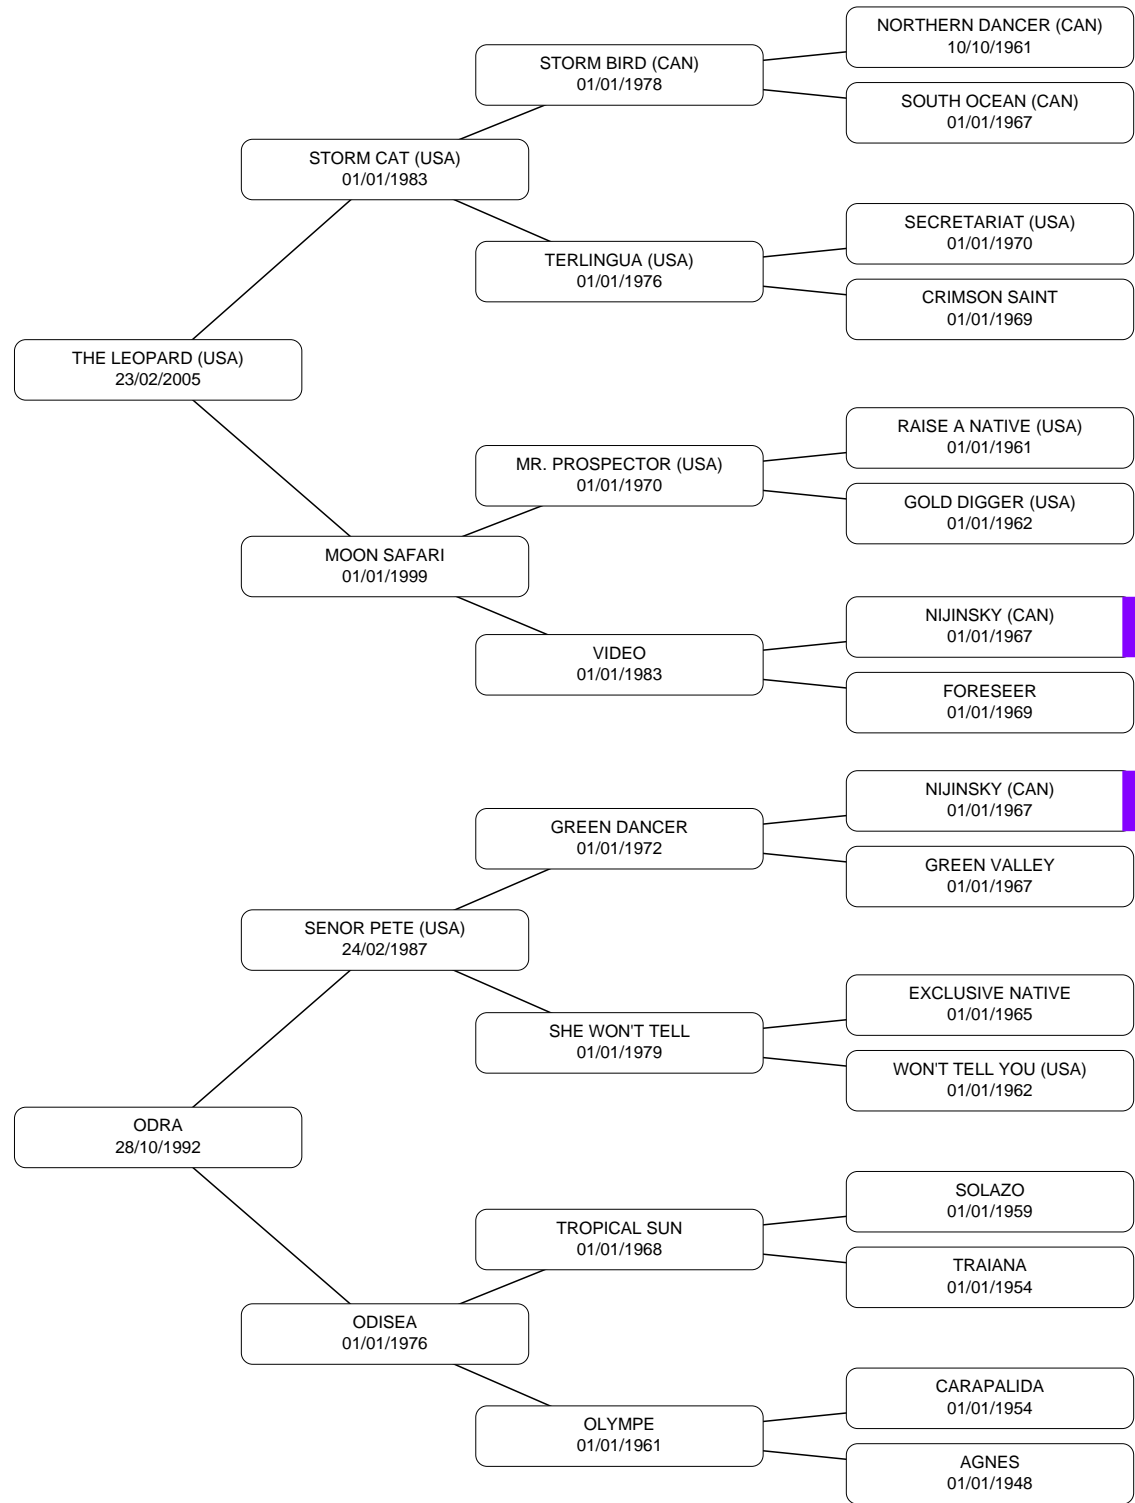 NORTHERN DANCER (CAN)
10/10/1961
STORM BIRD (CAN)
01/01/1978
SOUTH OCEAN (CAN)
01/01/1967
STORM CAT (USA)
01/01/1983
SECRETARIAT (USA)
01/01/1970
TERLINGUA (USA)
01/01/1976
CRIMSON SAINT
01/01/1969
THE LEOPARD (USA)
23/02/2005
RAISE A NATIVE (USA)
01/01/1961
MR. PROSPECTOR (USA)
01/01/1970
GOLD DIGGER (USA)
01/01/1962
MOON SAFARI
01/01/1999
NIJINSKY (CAN)
01/01/1967
VIDEO
01/01/1983
FORESEER
01/01/1969
NIJINSKY (CAN)
01/01/1967
GREEN DANCER
01/01/1972
GREEN VALLEY
01/01/1967
SENOR PETE (USA)
24/02/1987
EXCLUSIVE NATIVE
01/01/1965
SHE WON'T TELL
01/01/1979
WON'T TELL YOU (USA)
01/01/1962
ODRA
28/10/1992
SOLAZO
01/01/1959
TROPICAL SUN
01/01/1968
TRAIANA
01/01/1954
ODISEA
01/01/1976
CARAPALIDA
01/01/1954
OLYMPE
01/01/1961
AGNES
01/01/1948